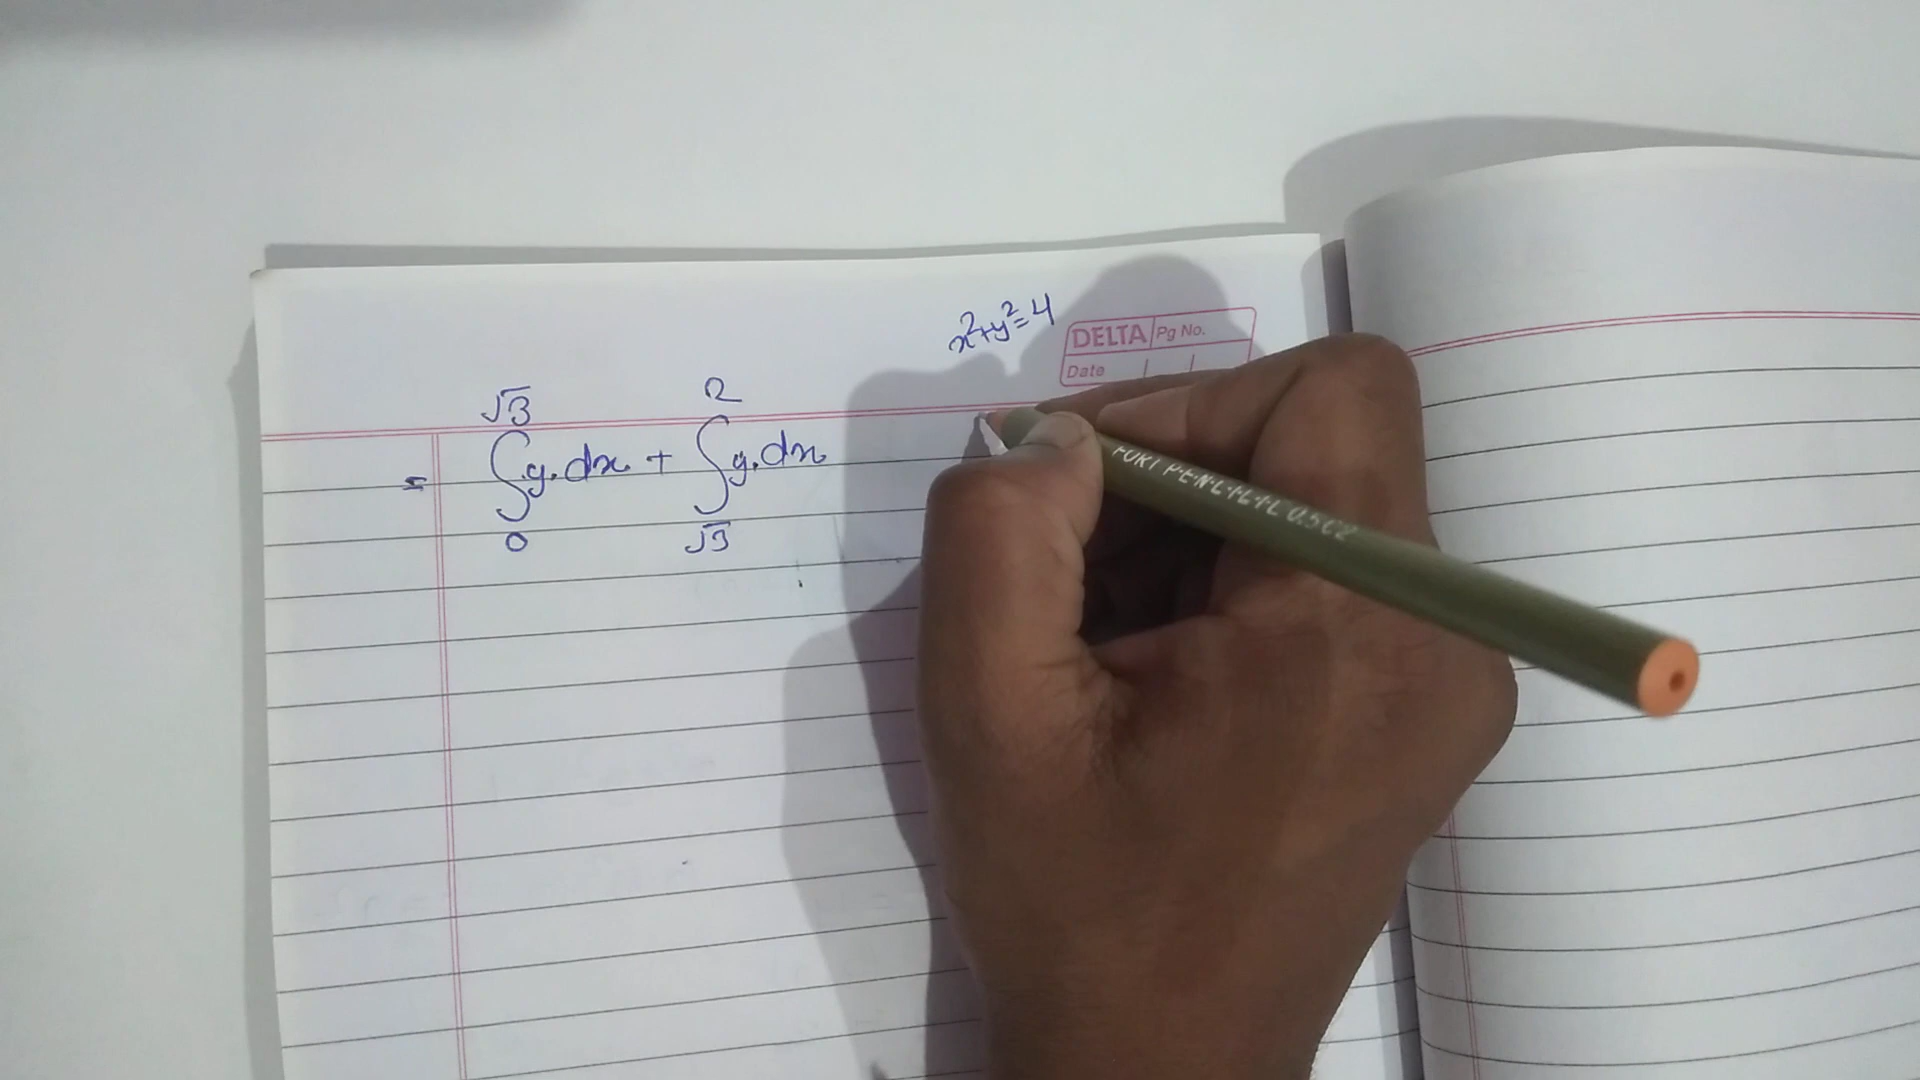 x²+y²=4
DELTA Pg No.
Date
= ∫₀^√3 y.dx + ∫_√3^2 y.dx